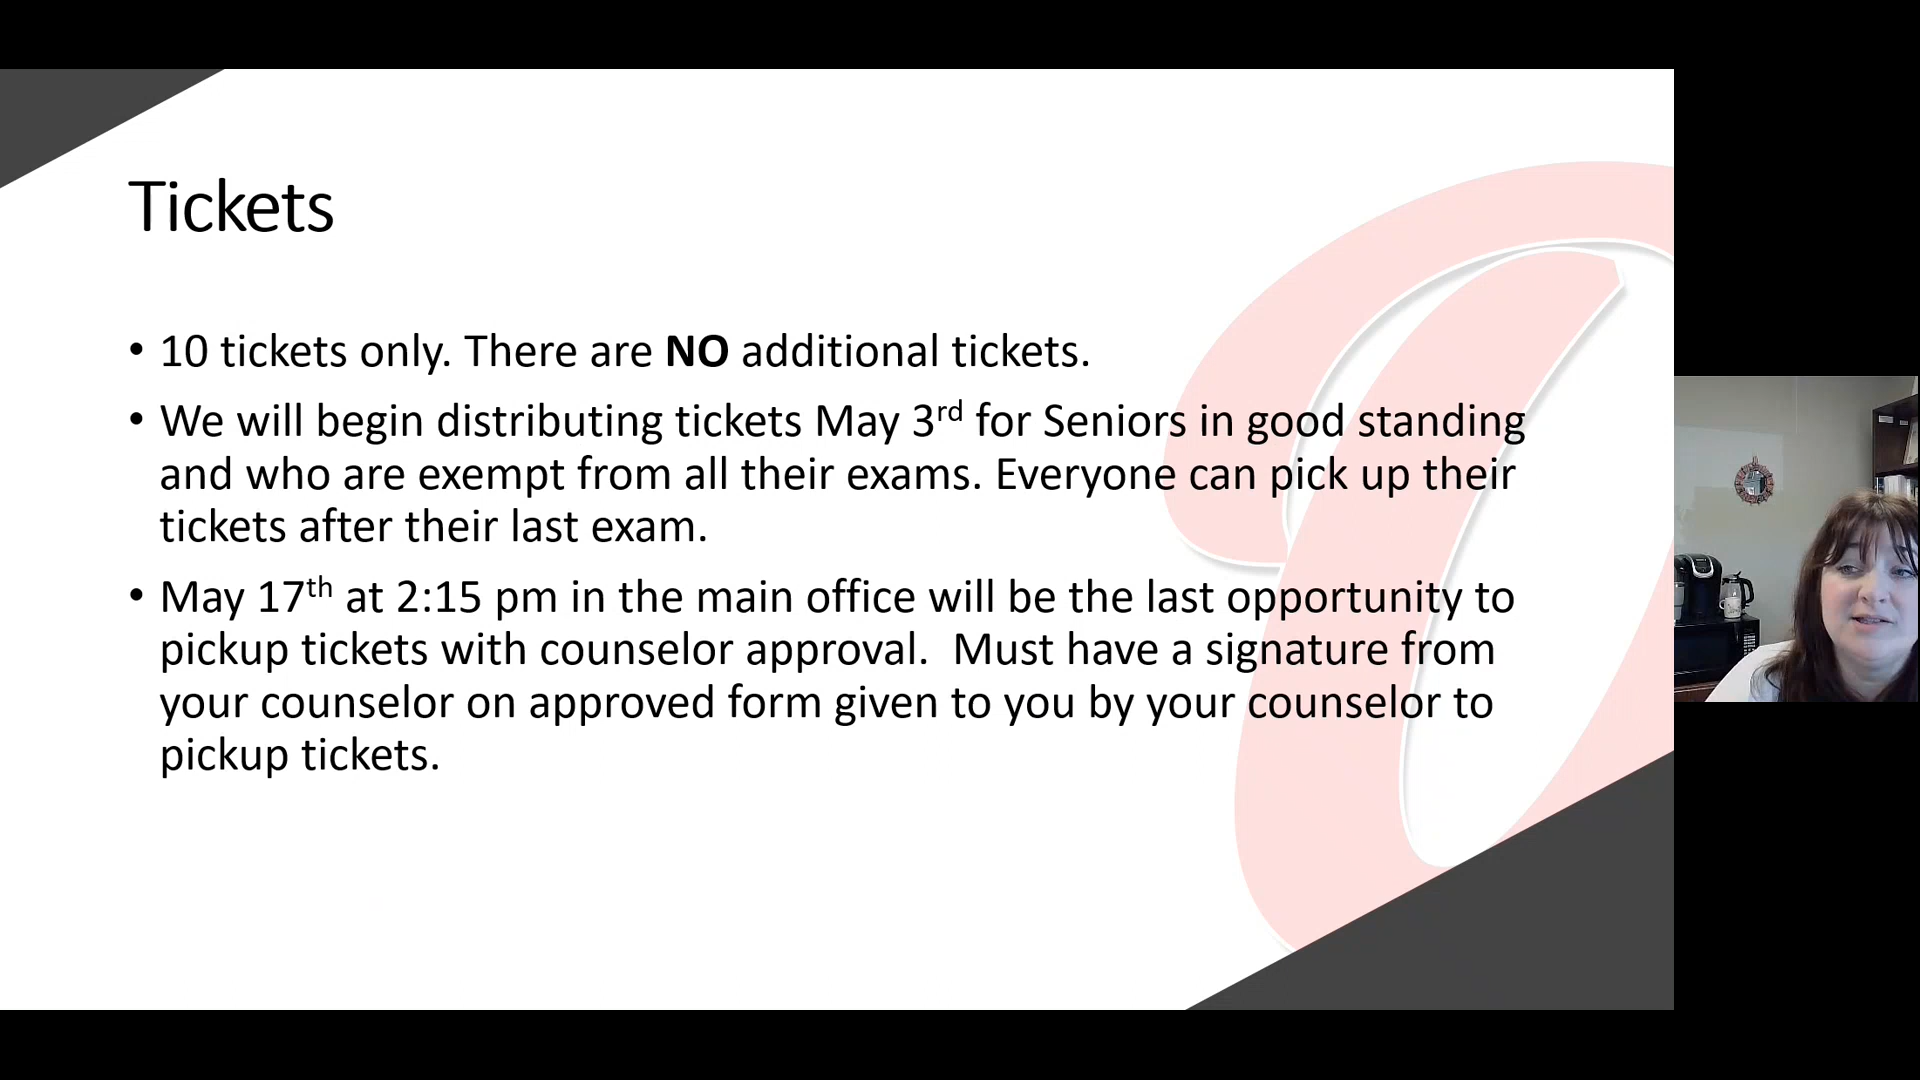 Tickets
• 10 tickets only. There are NO additional tickets.
• We will begin distributing tickets May 3rd for Seniors in good standing
and who are exempt from all their exams. Everyone can pick up their
tickets after their last exam.
• May 17th at 2:15 pm in the main office will be the last opportunity to
pickup tickets with counselor approval.  Must have a signature from
your counselor on approved form given to you by your counselor to
pickup tickets.